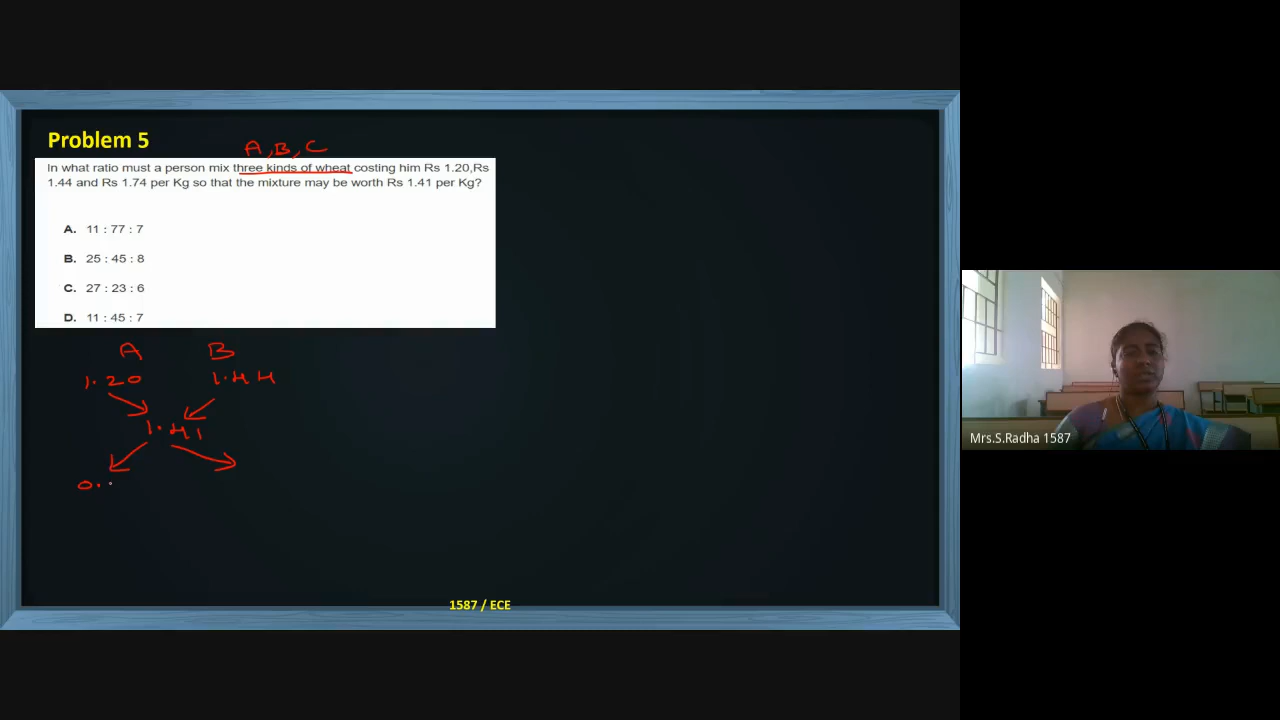 Problem 5
A, B, C
In what ratio must a person mix three kinds of wheat costing him Rs 1.20,Rs
1.44 and Rs 1.74 per Kg so that the mixture may be worth Rs 1.41 per Kg?
A. 11 : 77 : 7
B. 25 : 45 : 8
C. 27 : 23 : 6
D. 11 : 45 : 7
A B
1.20 1.44
1.41
0.
1587 / ECE
Mrs.S.Radha 1587